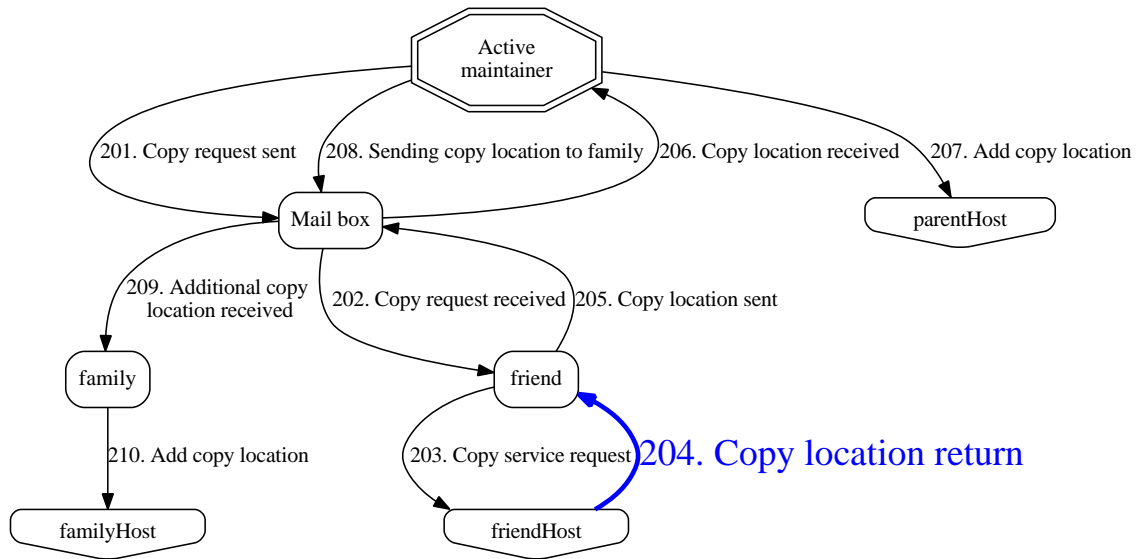 Active
maintainer
201. Copy request sent
208. Sending copy location to family
206. Copy location received
207. Add copy location
Mail box
parentHost
209. Additional copy
location received
202. Copy request received
205. Copy location sent
family
friend
210. Add copy location
203. Copy service request
204. Copy location return
familyHost
friendHost